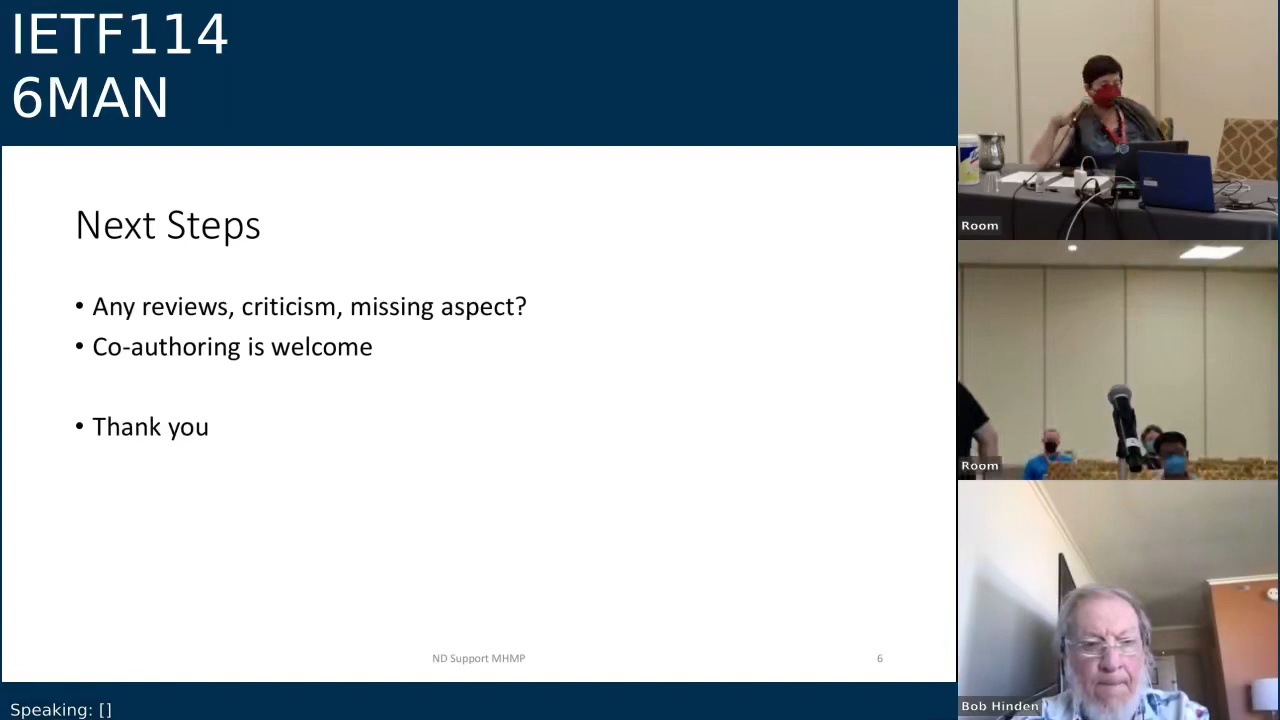 IETF114
6MAN
Next Steps
• Any reviews, criticism, missing aspect?
• Co-authoring is welcome
• Thank you
ND Support MHMP
6
Speaking: []
Room
Room
Bob Hinden